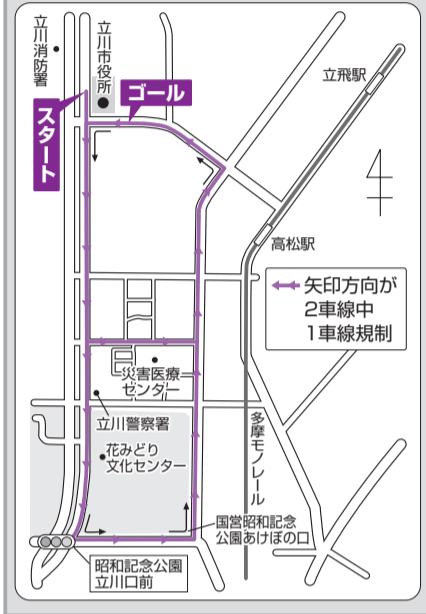 立川消防署
立川市役所
ゴール
スタート
立飛駅
高松駅
矢印方向が
2車線中
1車線規制
災害医療
センター
立川警察署
花みどり
文化センター
多摩モノレール
国営昭和記念
公園あけぼの口
昭和記念公園
立川口前